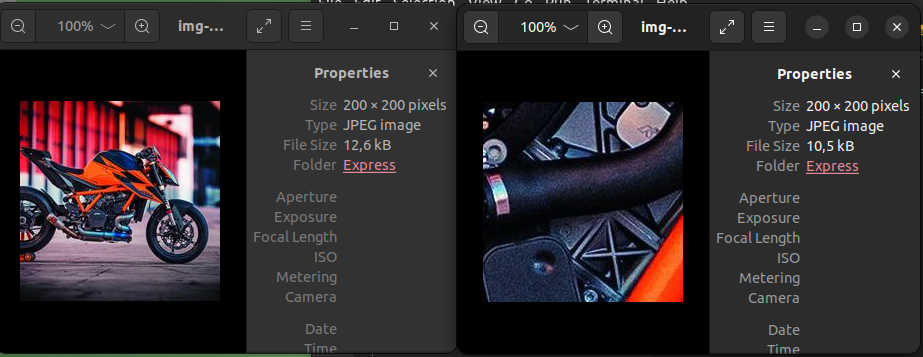 File Edit Selection View Go Run Terminal Help
100%
img-...
Properties
Size 200 × 200 pixels
Type JPEG image
File Size 12,6 kB
Folder Express
Aperture
Exposure
Focal Length
ISO
Metering
Camera
Date
Time
100%
img-...
Properties
Size 200 × 200 pixels
Type JPEG image
File Size 10,5 kB
Folder Express
Aperture
Exposure
Focal Length
ISO
Metering
Camera
Date
Time